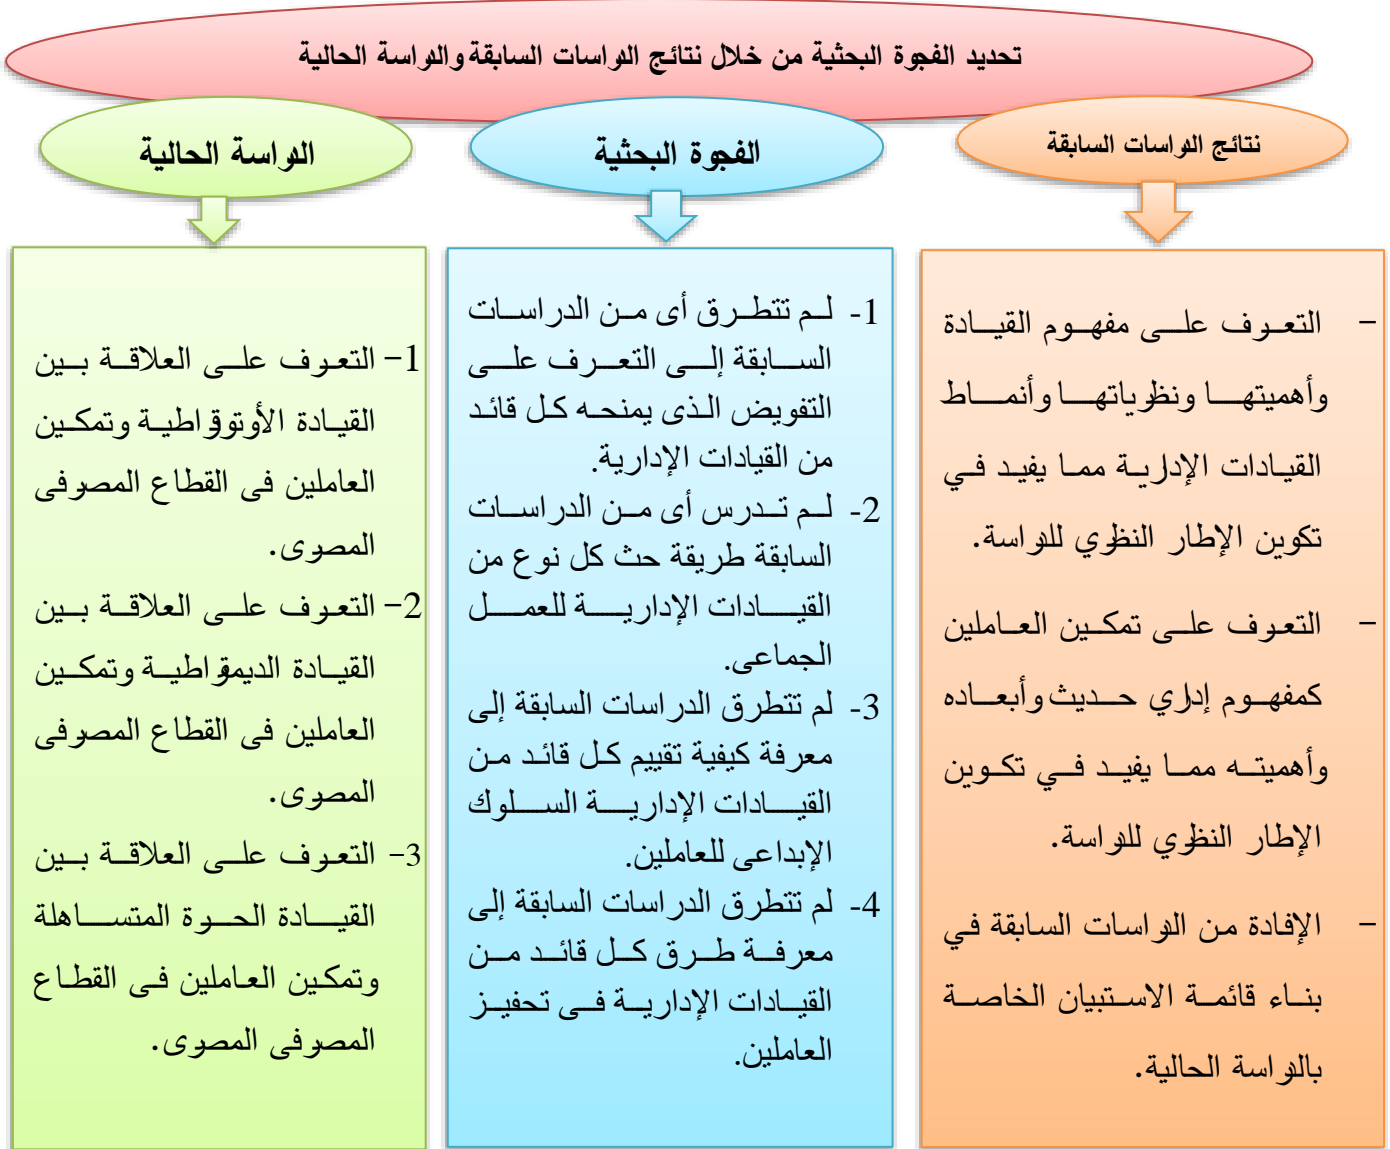 تحديد الفجوة البحثية من خلال نتائج الدراسات السابقة والدراسة الحالية
نتائج الدراسات السابقة
الفجوة البحثية
الدراسة الحالية
- التعرف على مفهوم القيادة
وأهميتها ونظرياتها وأنماط
القيادات الإدارية مما يفيد في
تكوين الإطار النظري للدراسة.
- التعرف على تمكين العاملين
كمفهوم إداري حديث وأبعاده
وأهميته مما يفيد في تكوين
الإطار النظري للدراسة.
- الإفادة من الدراسات السابقة في
بناء قائمة الاستبيان الخاصة
بالدراسة الحالية.
1- لم تتطرق أى من الدراسات
السابقة إلى التعرف على
التفويض الذى يمنحه كل قائد
من القيادات الإدارية.
2- لم تدرس أى من الدراسات
السابقة طريقة حث كل نوع من
القيادات الإدارية للعمل
الجماعى.
3- لم تتطرق الدراسات السابقة إلى
معرفة كيفية تقييم كل قائد من
القيادات الإدارية السلوك
الإبداعى للعاملين.
4- لم تتطرق الدراسات السابقة إلى
معرفة طرق كل قائد من
القيادات الإدارية فى تحفيز
العاملين.
1- التعرف على العلاقة بين
القيادة الأوتوقراطية وتمكين
العاملين فى القطاع المصرفى
المصرى.
2- التعرف على العلاقة بين
القيادة الديمقراطية وتمكين
العاملين فى القطاع المصرفى
المصرى.
3- التعرف على العلاقة بين
القيادة الحرة المتساهلة
وتمكين العاملين فى القطاع
المصرفى المصرى.